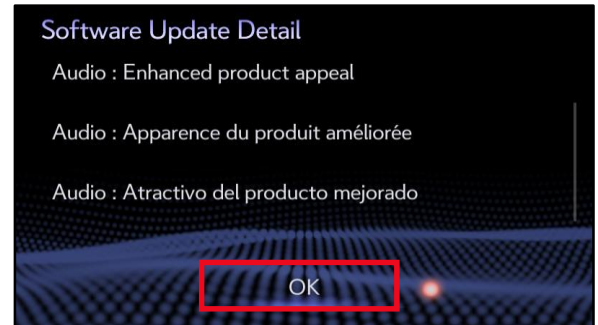 Software Update Detail
Audio : Enhanced product appeal
Audio : Apparence du produit améliorée
Audio : Atractivo del producto mejorado
OK